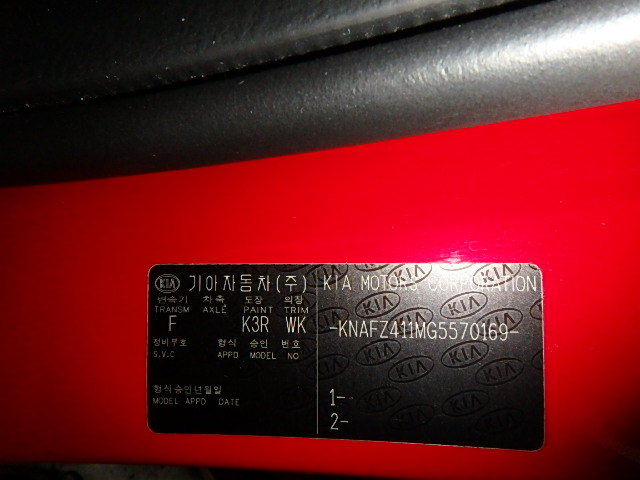 KIA 기아자동차(주) KIA MOTORS CORPORATION
변속기 차축 도장 의장
TRANSM AXLE PAINT TRIM
F K3R WK
-KNAFZ411MG5570169-
장비부호 형식 승인 번호
S.V.C APPD MODEL NO
형식승인년월일
MODEL APPD DATE
1-
2-